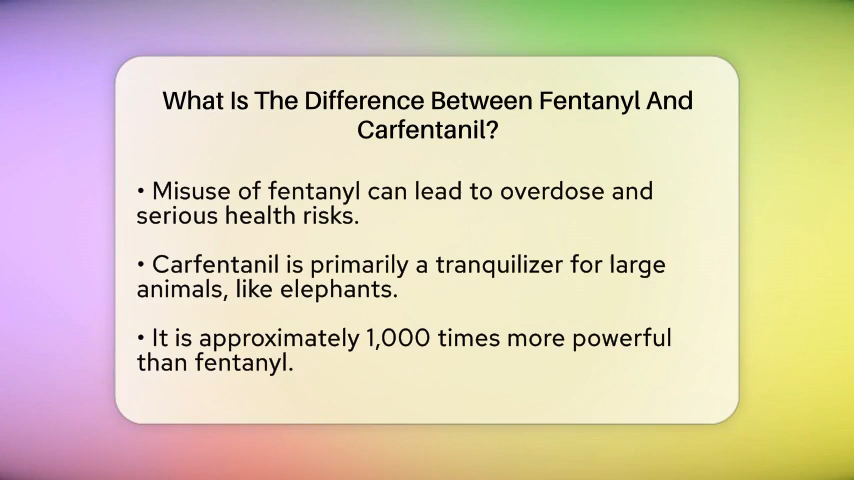 What Is The Difference Between Fentanyl And
Carfentanil?
• Misuse of fentanyl can lead to overdose and
serious health risks.
• Carfentanil is primarily a tranquilizer for large
animals, like elephants.
• It is approximately 1,000 times more powerful
than fentanyl.